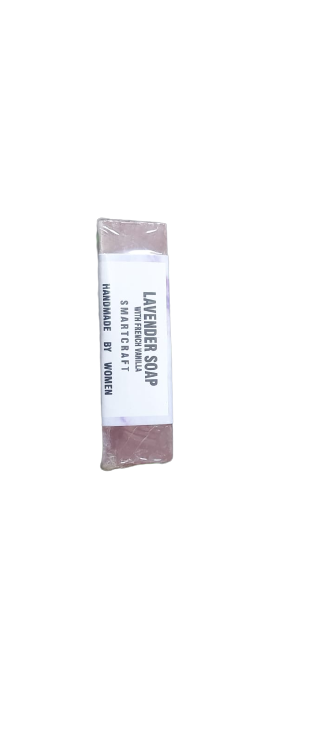 LAVENDER SOAP
WITH FRENCH VANILLA
SMARTCRAFT
HANDMADE BY WOMEN